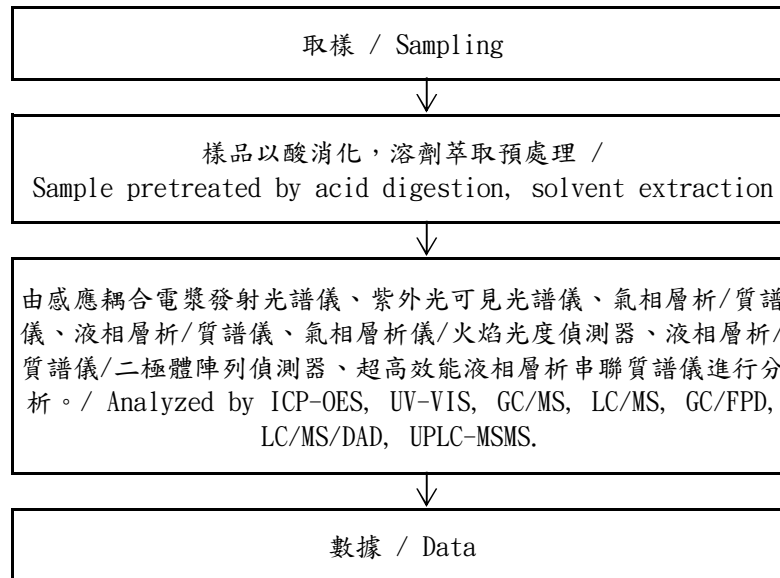 取樣 / Sampling
樣品以酸消化，溶劑萃取預處理 /
Sample pretreated by acid digestion, solvent extraction
由感應耦合電漿發射光譜儀、紫外光可見光譜儀、氣相層析/質譜
儀、液相層析/質譜儀、氣相層析儀/火焰光度偵測器、液相層析/
質譜儀/二極體陣列偵測器、超高效能液相層析串聯質譜儀進行分
析。/ Analyzed by ICP-OES, UV-VIS, GC/MS, LC/MS, GC/FPD,
LC/MS/DAD, UPLC-MSMS.
數據 / Data